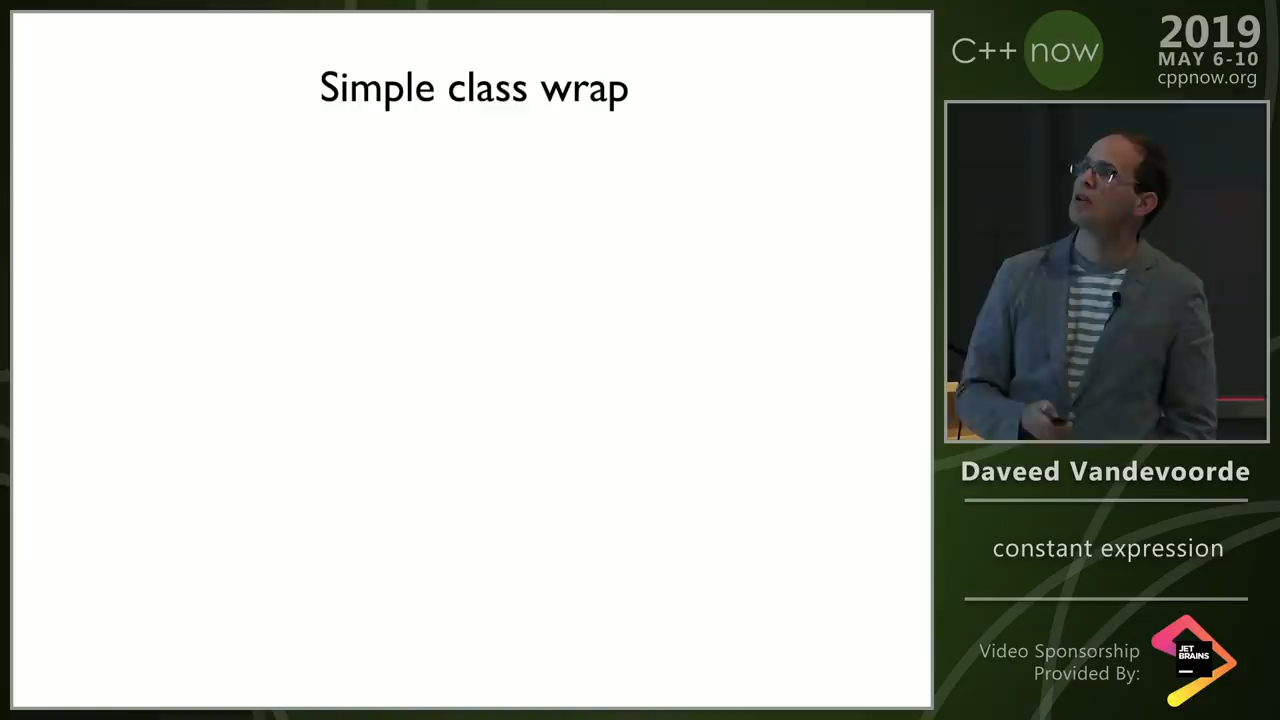 Simple class wrap
C++ now
2019
MAY 6-10
cppnow.org
Daveed Vandevoorde
constant expression
Video Sponsorship
Provided By:
JET
BRAINS